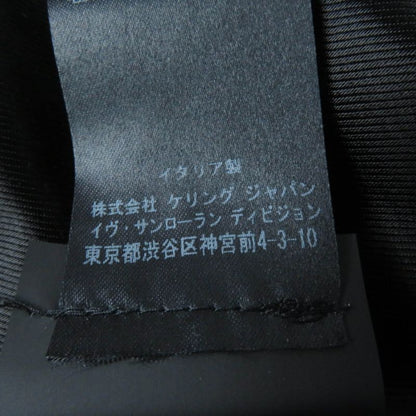 イタリア製
株式会社 ケリング ジャパン
イヴ・サンローラン ディビジョン
東京都渋谷区神宮前4-3-10